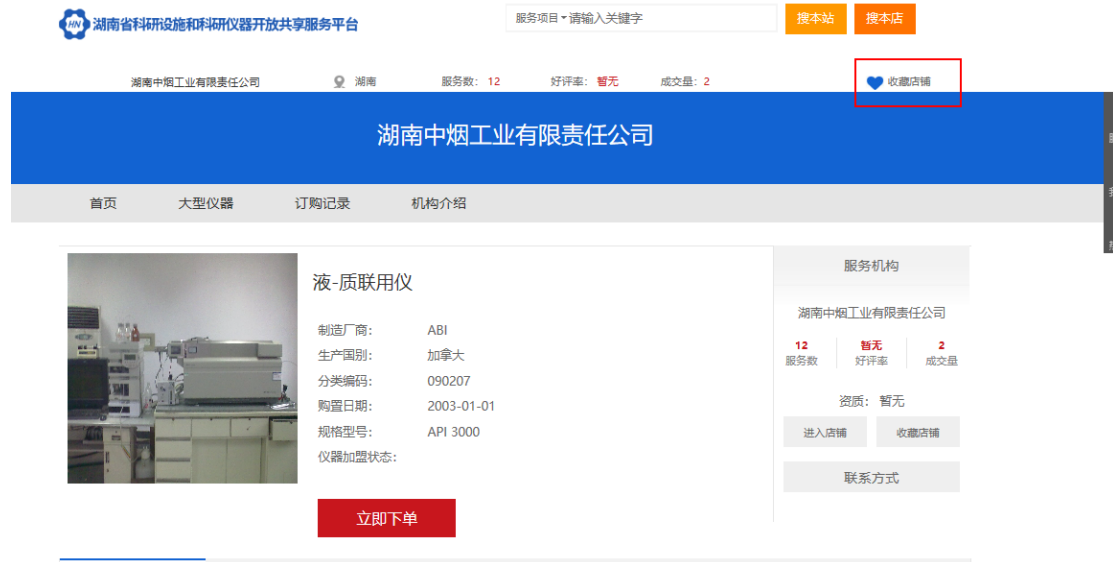 湖南省科研设施和科研仪器开放共享服务平台
服务项目 请输入关键字 搜本站 搜本店
湖南中烟工业有限责任公司 湖南 服务数: 12 好评率: 暂无 成交量: 2 收藏店铺
湖南中烟工业有限责任公司
首页 大型仪器 订购记录 机构介绍
液-质联用仪
制造厂商: ABI
生产国别: 加拿大
分类编码: 090207
购置日期: 2003-01-01
规格型号: API 3000
仪器加盟状态:
立即下单
服务机构
湖南中烟工业有限责任公司
12 暂无 2
服务数 好评率 成交量
资质: 暂无
进入店铺 收藏店铺
联系方式